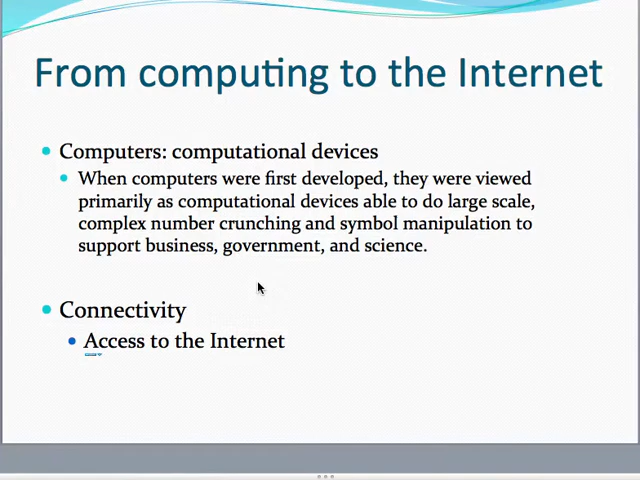 From computing to the Internet
Computers: computational devices
When computers were first developed, they were viewed
primarily as computational devices able to do large scale,
complex number crunching and symbol manipulation to
support business, government, and science.
Connectivity
Access to the Internet